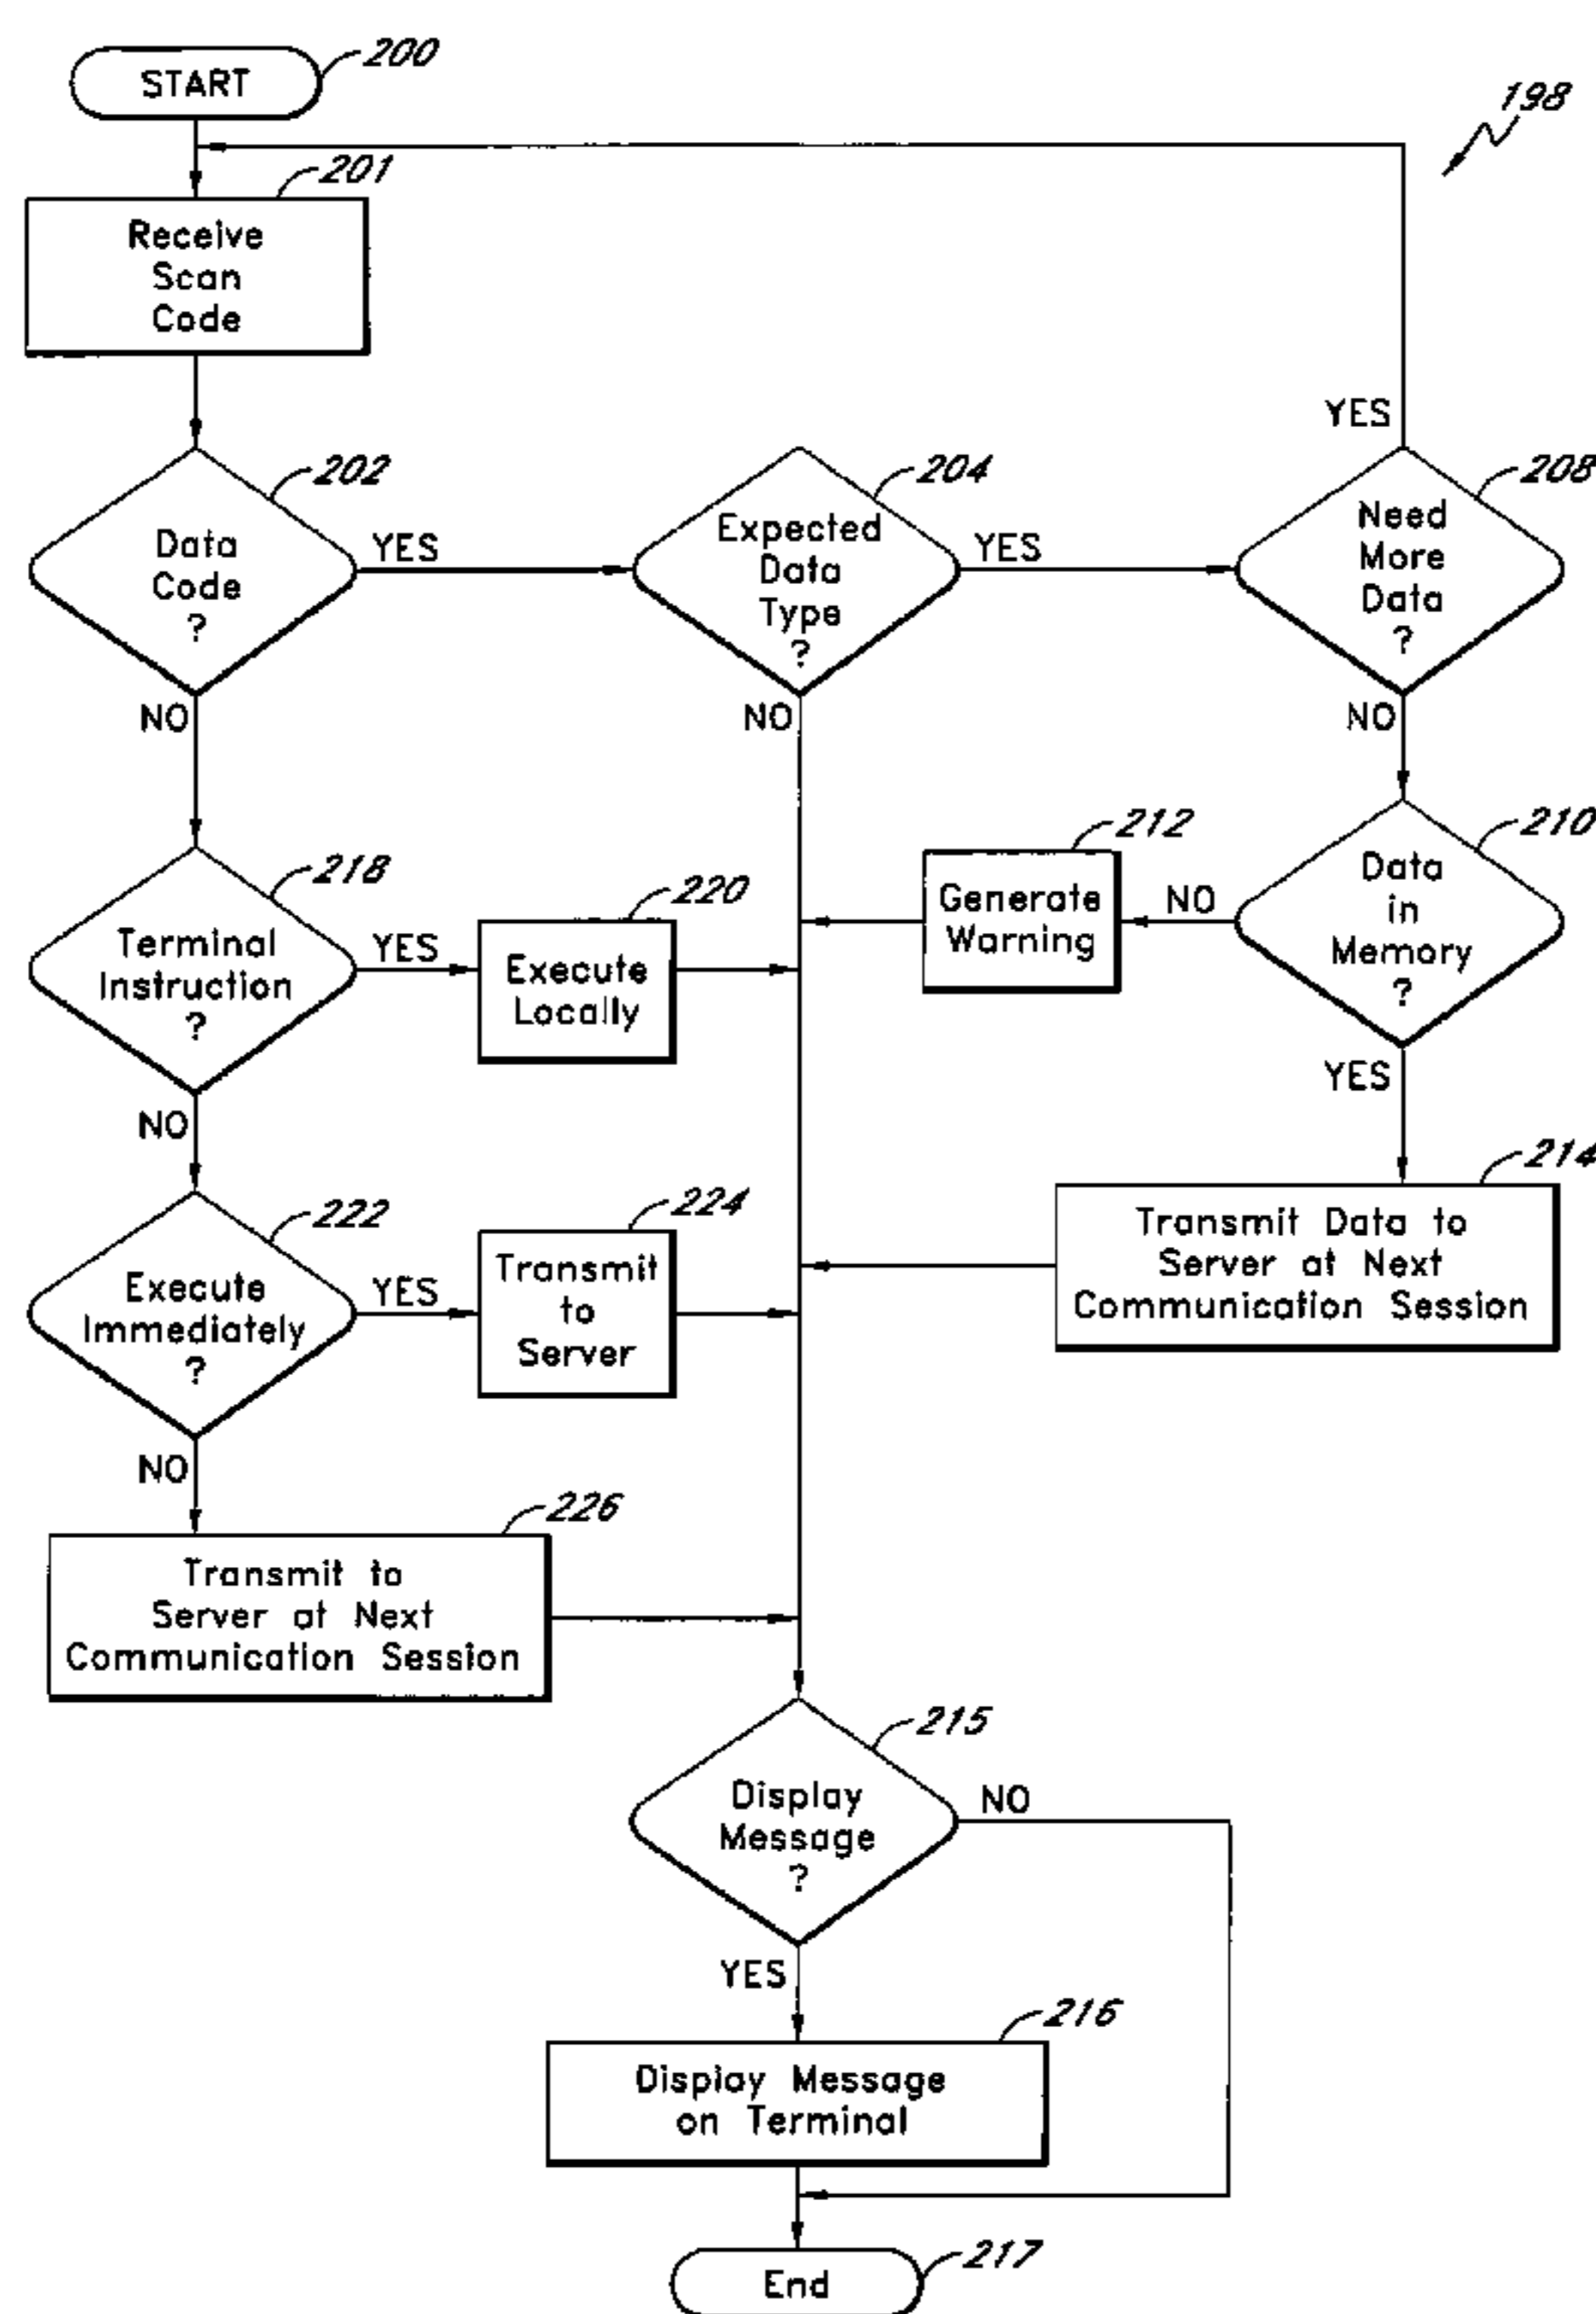 START
200
198
201
Receive
Scan
Code
YES
202
Data
Code
?
YES
204
Expected
Data
Type
?
YES
208
Need
More
Data
?
NO
NO
NO
218
Terminal
Instruction
?
YES
220
Execute
Locally
212
Generate
Warning
NO
210
Data
in
Memory
?
NO
YES
222
Execute
Immediately
?
YES
224
Transmit
to
Server
214
Transmit Data to
Server at Next
Communication Session
NO
226
Transmit to
Server at Next
Communication Session
215
Display
Message
?
NO
YES
216
Display Message
on Terminal
End
217